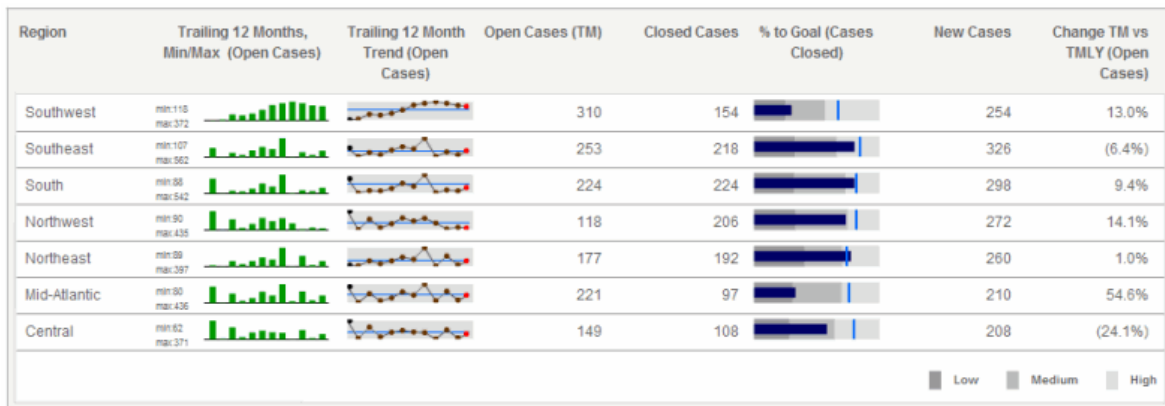 Region
Trailing 12 Months,
Min/Max (Open Cases)
Trailing 12 Month
Trend (Open
Cases)
Open Cases (TM)
Closed Cases
% to Goal (Cases
Closed)
New Cases
Change TM vs
TMLY (Open
Cases)
Southwest
min:118
max:372
310
154
254
13.0%
Southeast
min:107
max:562
253
218
326
(6.4%)
South
min:88
max:542
224
224
298
9.4%
Northwest
min:90
max:435
118
206
272
14.1%
Northeast
min:89
max:397
177
192
260
1.0%
Mid-Atlantic
min:80
max:436
221
97
210
54.6%
Central
min:62
max:371
149
108
208
(24.1%)
Low
Medium
High